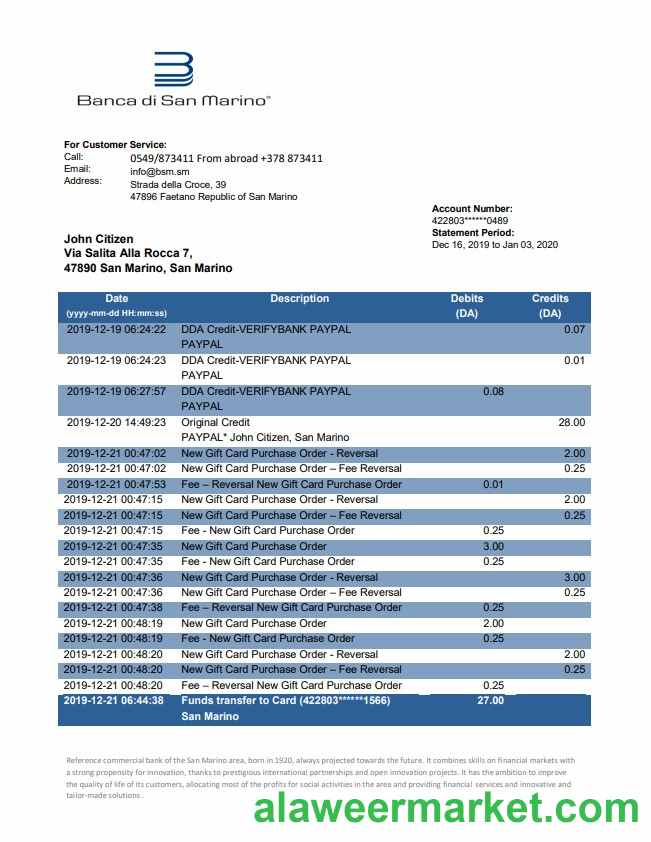 Banca di San Marino
For Customer Service:
Call: 0549/873411 From abroad +378 873411
Email: info@bsm.sm
Address: Strada della Croce, 39
47896 Faetano Republic of San Marino
Account Number:
422803******0489
Statement Period:
Dec 16, 2019 to Jan 03, 2020
John Citizen
Via Salita Alla Rocca 7,
47890 San Marino, San Marino
Date Description Debits Credits
(yyyy-mm-dd HH:mm:ss) (DA) (DA)
2019-12-19 06:24:22 DDA Credit-VERIFYBANK PAYPAL 0.07
PAYPAL
2019-12-19 06:24:23 DDA Credit-VERIFYBANK PAYPAL 0.01
PAYPAL
2019-12-19 06:27:57 DDA Credit-VERIFYBANK PAYPAL 0.08
PAYPAL
2019-12-20 14:49:23 Original Credit 28.00
PAYPAL* John Citizen, San Marino
2019-12-21 00:47:02 New Gift Card Purchase Order - Reversal 2.00
2019-12-21 00:47:02 New Gift Card Purchase Order – Fee Reversal 0.25
2019-12-21 00:47:53 Fee – Reversal New Gift Card Purchase Order 0.01
2019-12-21 00:47:15 New Gift Card Purchase Order - Reversal 2.00
2019-12-21 00:47:15 New Gift Card Purchase Order – Fee Reversal 0.25
2019-12-21 00:47:15 Fee - New Gift Card Purchase Order 0.25
2019-12-21 00:47:35 New Gift Card Purchase Order 3.00
2019-12-21 00:47:35 Fee - New Gift Card Purchase Order 0.25
2019-12-21 00:47:36 New Gift Card Purchase Order - Reversal 3.00
2019-12-21 00:47:36 New Gift Card Purchase Order – Fee Reversal 0.25
2019-12-21 00:47:38 Fee – Reversal New Gift Card Purchase Order 0.25
2019-12-21 00:48:19 New Gift Card Purchase Order 2.00
2019-12-21 00:48:19 Fee - New Gift Card Purchase Order 0.25
2019-12-21 00:48:20 New Gift Card Purchase Order - Reversal 2.00
2019-12-21 00:48:20 New Gift Card Purchase Order – Fee Reversal 0.25
2019-12-21 00:48:20 Fee – Reversal New Gift Card Purchase Order 0.25
2019-12-21 06:44:38 Funds transfer to Card (422803******1566) 27.00
San Marino
Reference commercial bank of the San Marino area, born in 1920, always projected towards the future. It combines skills on financial markets with
a strong propensity for innovation, thanks to prestigious international partnerships and open innovation projects. It has the ambition to improve
the quality of life of its customers, allocating most of the profits for social activities in the area and providing financial services and innovative and
tailor-made solutions .
alaweermarket.com